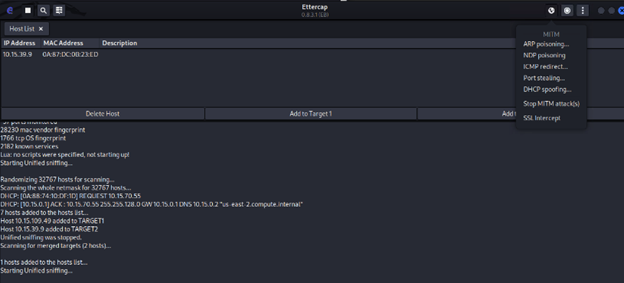 Ettercap
0.8.3.1 (EB)
Host List ×
MITM
ARP poisoning...
NDP poisoning
ICMP redirect...
Port stealing...
DHCP spoofing...
Stop MITM attack(s)
SSL Intercept
IP Address MAC Address Description
10.15.39.9 0A:87:DC:0B:23:ED
Delete Host Add to Target 1 Add
28230 mac vendor fingerprint
1766 tcp OS fingerprint
2182 known services
Lua: no scripts were specified, not starting up!
Starting Unified sniffing...
Randomizing 32767 hosts for scanning...
Scanning the whole netmask for 32767 hosts...
DHCP: [0A:88:74:10:DF:1D] REQUEST 10.15.70.55
DHCP: [10.15.0.1] ACK : 10.15.70.55 255.255.128.0 GW 10.15.0.1 DNS 10.15.0.2 "us-east-2.compute.internal"
7 hosts added to the hosts list...
Host 10.15.109.49 added to TARGET1
Host 10.15.39.9 added to TARGET2
Unified sniffing was stopped.
Scanning for merged targets (2 hosts)...
1 hosts added to the hosts list...
Starting Unified sniffing...